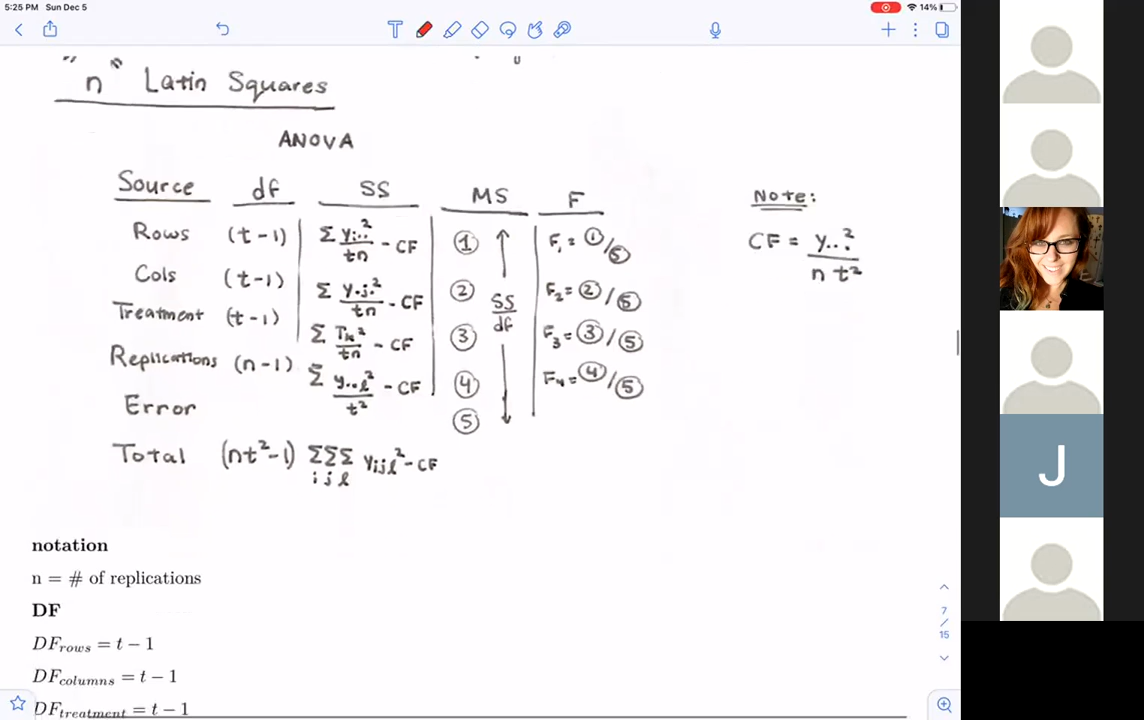 5:25 PM Sun Dec 5
14%
"n" Latin Squares
ANOVA
Source df SS MS F
Rows (t-1) Σ yi..²/tn - CF ① F₁ = ①/⑤
Cols (t-1) Σ y.j.²/tn - CF ② F₂ = ②/⑤
Treatment (t-1) Σ Tk²/tn - CF ③ F₃ = ③/⑤
Replications (n-1) Σ y..l²/t² - CF ④ F₄ = ④/⑤
Error ⑤
SS/df
Total (nt²-1) ΣΣΣ yijl² - CF
i j l
Note:
CF = y...²/nt²
notation
n = # of replications
DF
DFrows = t − 1
DFcolumns = t − 1
DFtreatment = t − 1
7
/
15
J